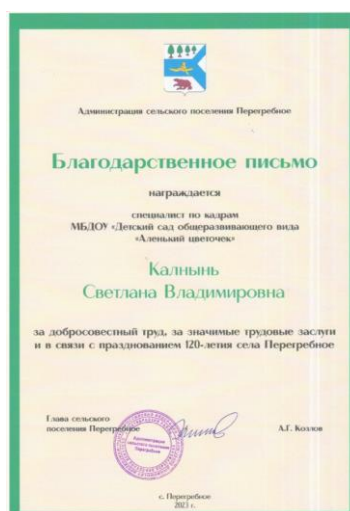 Администрация сельского поселения Перегребное
Благодарственное письмо
награждается
специалист по кадрам
МБДОУ «Детский сад общеразвивающего вида
«Аленький цветочек»
Калнынь
Светлана Владимировна
за добросовестный труд, за значимые трудовые заслуги
и в связи с празднованием 120-летия села Перегребное
Глава сельского
поселения Перегребное
А.Г. Козлов
с. Перегребное
2023 г.